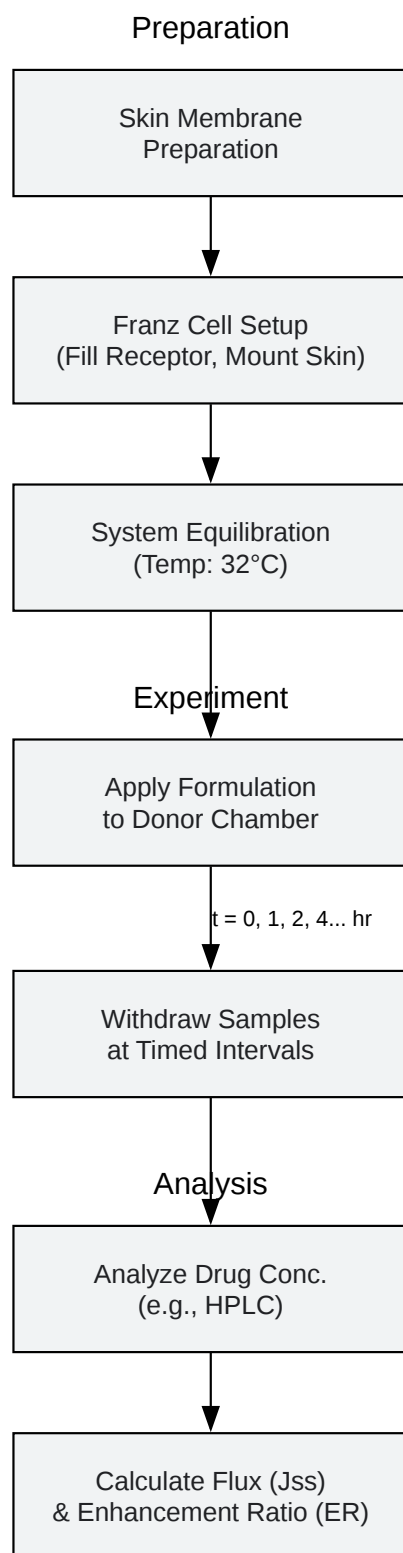 Preparation
Skin Membrane
Preparation
Franz Cell Setup
(Fill Receptor, Mount Skin)
System Equilibration
(Temp: 32°C)
Experiment
Apply Formulation
to Donor Chamber
t = 0, 1, 2, 4... hr
Withdraw Samples
at Timed Intervals
Analysis
Analyze Drug Conc.
(e.g., HPLC)
Calculate Flux (Jss)
& Enhancement Ratio (ER)